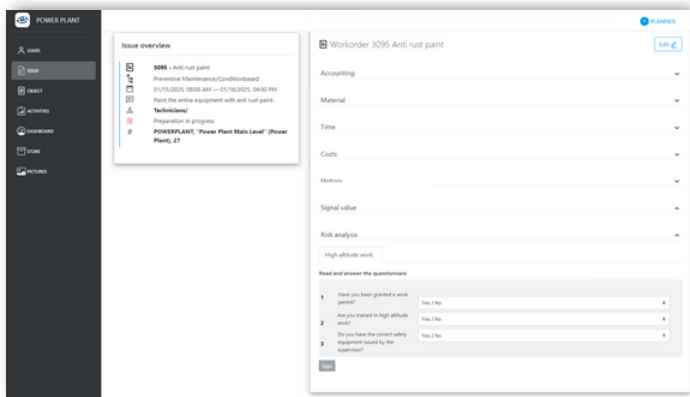 POWER PLANT
PLANNER
USERS
ISSUE
OBJECT
ACTIVITIES
DASHBOARD
STORE
PICTURES
Issue overview
3095 - Anti rust paint
Preventive Maintenance/Conditionbased
01/15/2025, 08:00 AM — 01/16/2025, 04:00 PM
Paint the entire equipment with anti rust paint.
Technicians/
Preparation in progress
# POWERPLANT, "Power Plant Main Level" (Power
Plant), 27
Workorder 3095 Anti rust paint
Edit
Accounting
Material
Time
Costs
History
Signal value
Risk analysis
High altitude work
Read and answer the questionnare
1 Have you been granted a work
permit?
Yes / No
2 Are you trained in high altitude
work?
Yes / No
3 Do you have the correct safety
equipment issued by the
supervisor?
Yes / No
Sign